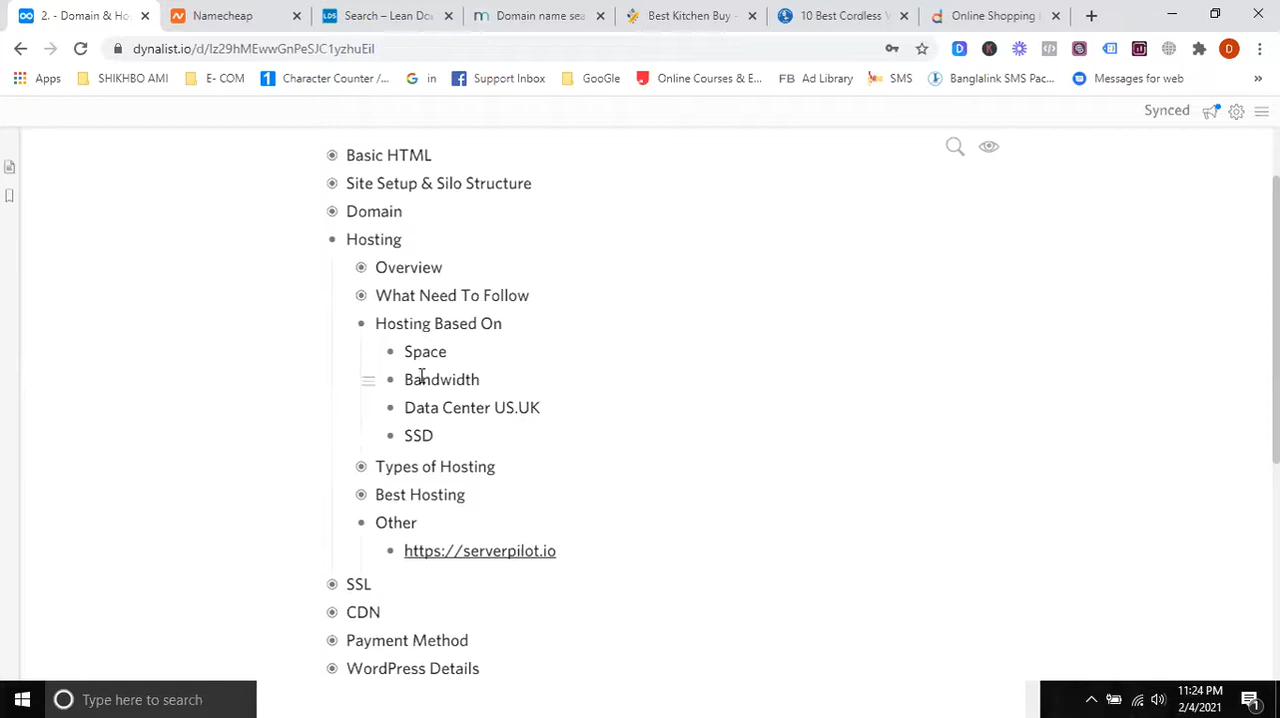 2. - Domain & Ho
Namecheap
Search – Lean Do
Domain name sea
Best Kitchen Buy -
10 Best Cordless V
Online Shopping
dynalist.io/d/Iz29hMEwwGnPeSJC1yzhuEil
Apps
SHIKHBO AMI
E- COM
Character Counter /...
in
Support Inbox
GooGle
Online Courses & E...
FB Ad Library
SMS
Banglalink SMS Pac...
Messages for web
Synced
Basic HTML
Site Setup & Silo Structure
Domain
Hosting
Overview
What Need To Follow
Hosting Based On
Space
Bandwidth
Data Center US.UK
SSD
Types of Hosting
Best Hosting
Other
https://serverpilot.io
SSL
CDN
Payment Method
WordPress Details
Type here to search
11:24 PM
2/4/2021